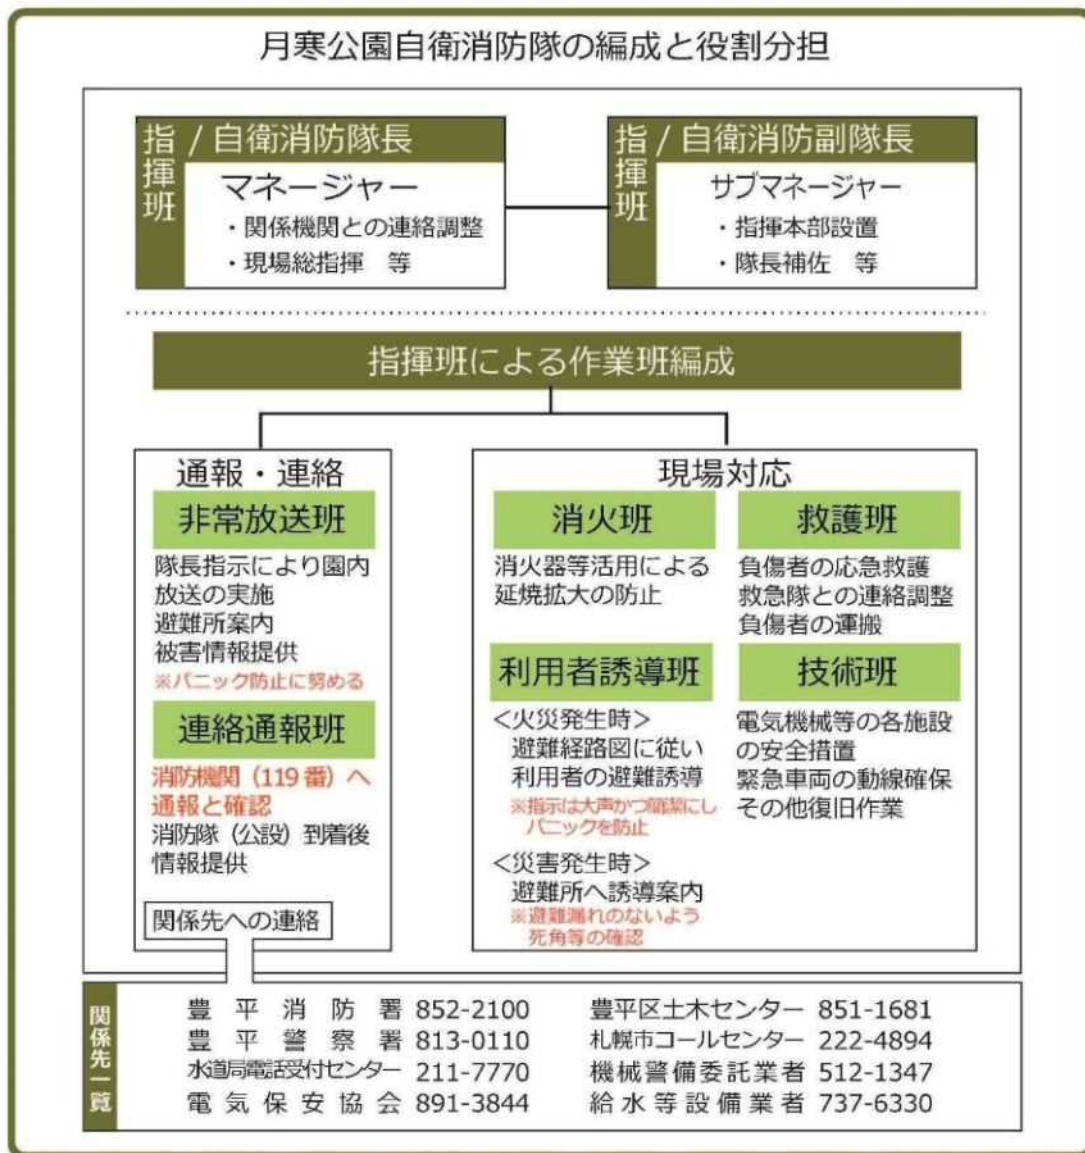 月寒公園自衛消防隊の編成と役割分担
指揮班
/ 自衛消防隊長
マネージャー
・関係機関との連絡調整
・現場総指揮　等
指揮班
/ 自衛消防副隊長
サブマネージャー
・指揮本部設置
・隊長補佐　等
指揮班による作業班編成
通報・連絡
非常放送班
隊長指示により園内
放送の実施
避難所案内
被害情報提供
※パニック防止に努める
連絡通報班
消防機関（119 番）へ
通報と確認
消防隊（公設）到着後
情報提供
関係先への連絡
現場対応
消火班
消火器等活用による
延焼拡大の防止
救護班
負傷者の応急救護
救急隊との連絡調整
負傷者の運搬
利用者誘導班
＜火災発生時＞
避難経路図に従い
利用者の避難誘導
※指示は大声かつ簡潔にし
パニックを防止
＜災害発生時＞
避難所へ誘導案内
※避難漏れのないよう
死角等の確認
技術班
電気機械等の各施設
の安全措置
緊急車両の動線確保
その他復旧作業
関係先一覧
豊平消防署 852-2100
豊平警察署 813-0110
水道局電話受付センター 211-7770
電気保安協会 891-3844
豊平区土木センター 851-1681
札幌市コールセンター 222-4894
機械警備委託業者 512-1347
給水等設備業者 737-6330